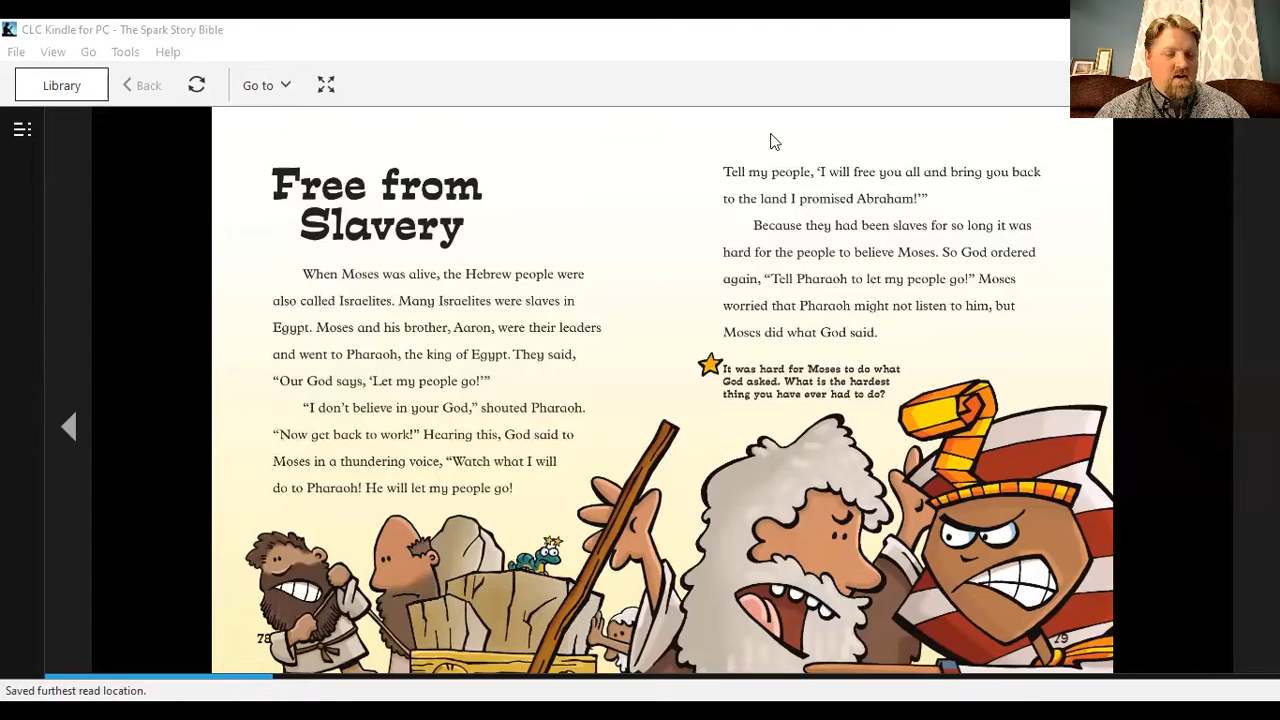 CLC Kindle for PC - The Spark Story Bible
File View Go Tools Help
Library Back Go to
Free from
Slavery
When Moses was alive, the Hebrew people were
also called Israelites. Many Israelites were slaves in
Egypt. Moses and his brother, Aaron, were their leaders
and went to Pharaoh, the king of Egypt. They said,
“Our God says, ‘Let my people go!’”
“I don’t believe in your God,” shouted Pharaoh.
“Now get back to work!” Hearing this, God said to
Moses in a thundering voice, “Watch what I will
do to Pharaoh! He will let my people go!
78
Tell my people, ‘I will free you all and bring you back
to the land I promised Abraham!’”
Because they had been slaves for so long it was
hard for the people to believe Moses. So God ordered
again, “Tell Pharaoh to let my people go!” Moses
worried that Pharaoh might not listen to him, but
Moses did what God said.
It was hard for Moses to do what
God asked. What is the hardest
thing you have ever had to do?
79
Saved furthest read location.